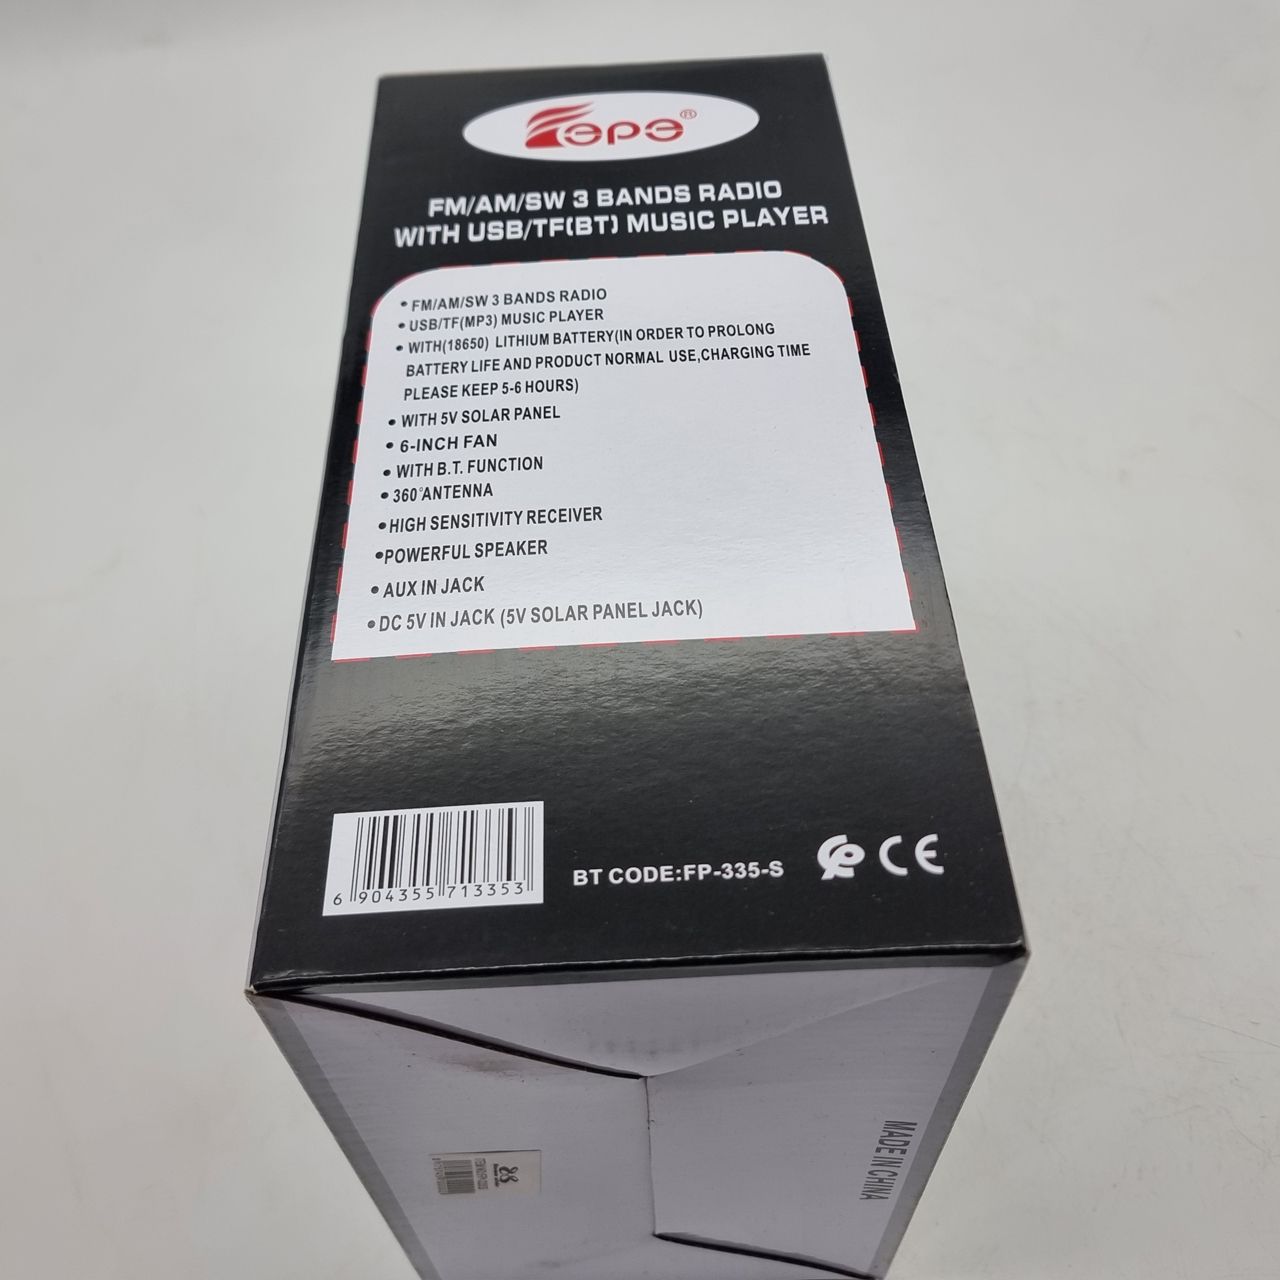 Fepe®
FM/AM/SW 3 BANDS RADIO
WITH USB/TF(BT) MUSIC PLAYER
• FM/AM/SW 3 BANDS RADIO
• USB/TF(MP3) MUSIC PLAYER
• WITH(18650) LITHIUM BATTERY(IN ORDER TO PROLONG
BATTERY LIFE AND PRODUCT NORMAL USE,CHARGING TIME
PLEASE KEEP 5-6 HOURS)
• WITH 5V SOLAR PANEL
• 6-INCH FAN
• WITH B.T. FUNCTION
• 360°ANTENNA
• HIGH SENSITIVITY RECEIVER
• POWERFUL SPEAKER
• AUX IN JACK
• DC 5V IN JACK (5V SOLAR PANEL JACK)
6 904355 713353
BT CODE:FP-335-S
CE
MADE IN CHINA